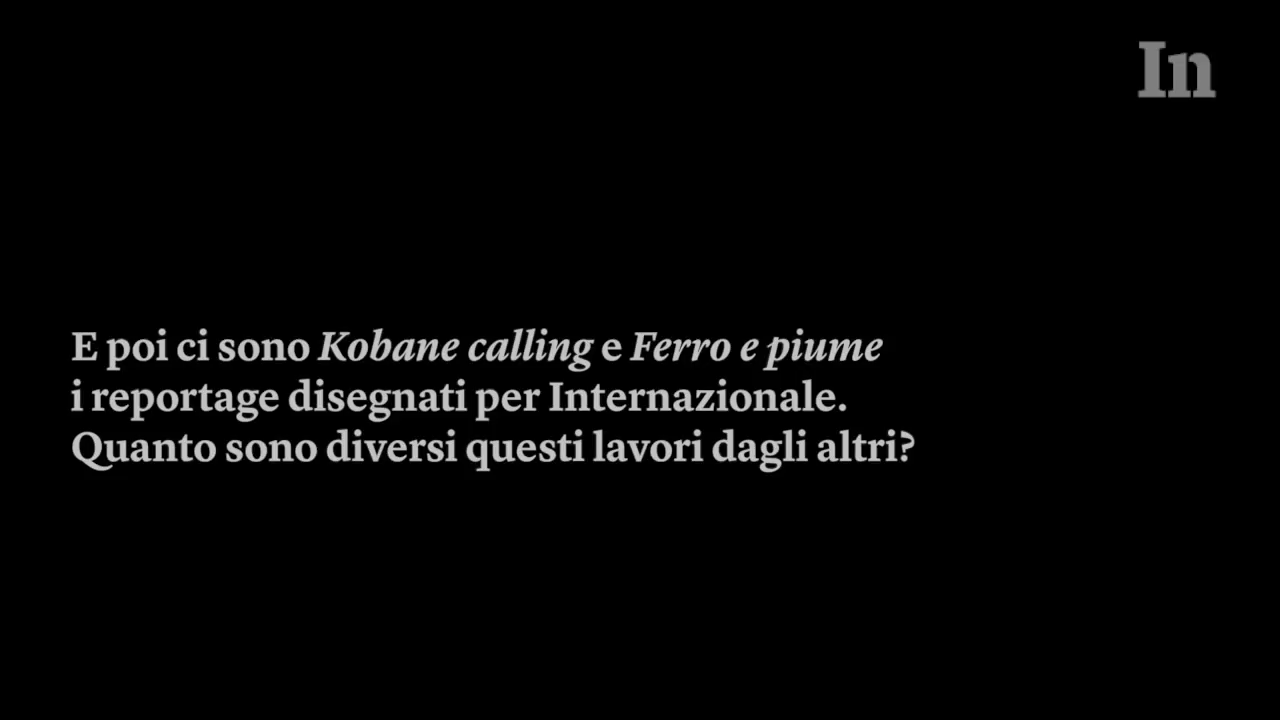 In
E poi ci sono Kobane calling e Ferro e piume
i reportage disegnati per Internazionale.
Quanto sono diversi questi lavori dagli altri?